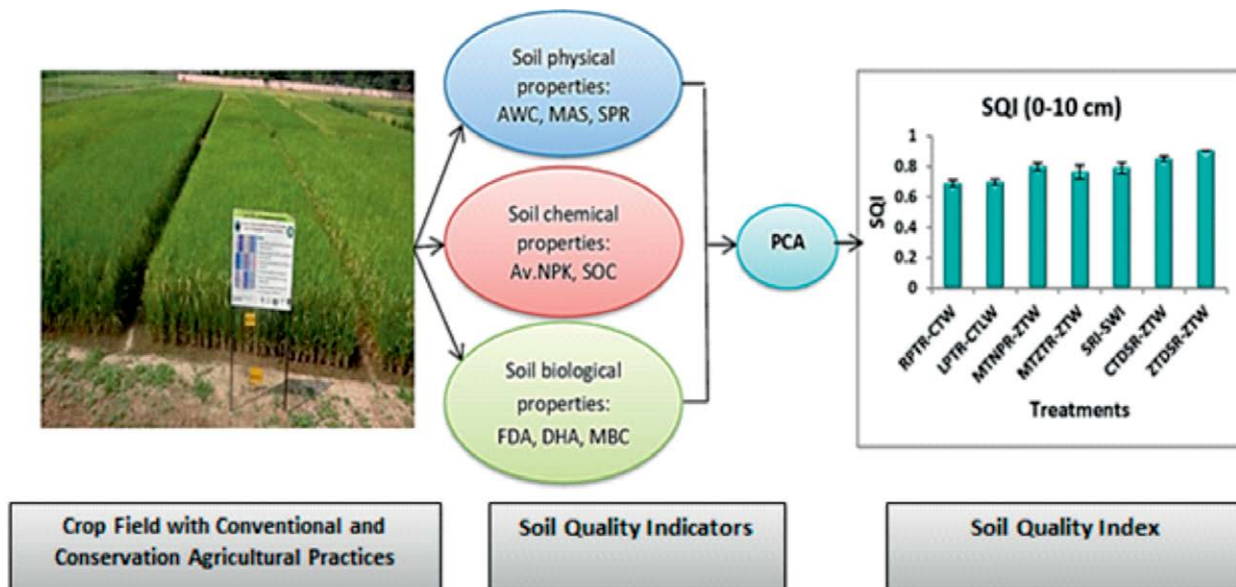 Soil physical
properties:
AWC, MAS, SPR
Soil chemical
properties:
Av.NPK, SOC
Soil biological
properties:
FDA, DHA, MBC
PCA
SQI (0-10 cm)
SQI
1
0.8
0.6
0.4
0.2
0
RPTR-CTW
LPTR-CTLW
MTNPR-ZTW
MTZTR-ZTW
SRI-SWI
CTDSR-ZTW
ZTDSR-ZTW
Treatments
Crop Field with Conventional and
Conservation Agricultural Practices
Soil Quality Indicators
Soil Quality Index